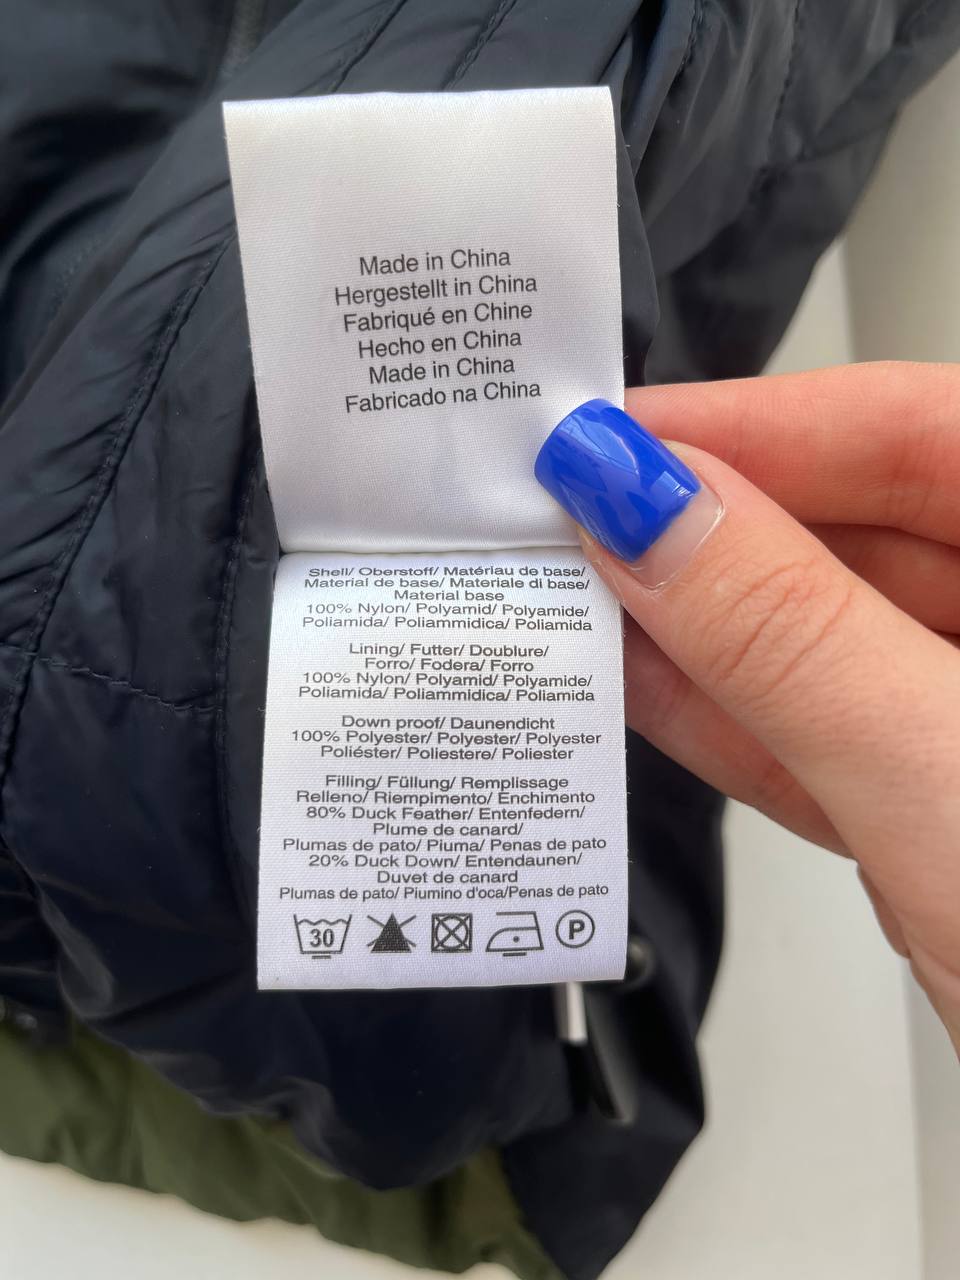 Made in China
Hergestellt in China
Fabriqué en Chine
Hecho en China
Made in China
Fabricado na China
Shell/ Oberstoff/ Matériau de base/
Material de base/ Materiale di base/
Material base
100% Nylon/ Polyamid/ Polyamide/
Poliamida/ Poliammidica/ Poliamida
Lining/ Futter/ Doublure/
Forro/ Fodera/ Forro
100% Nylon/ Polyamid/ Polyamide/
Poliamida/ Poliammidica/ Poliamida
Down proof/ Daunendicht
100% Polyester/ Polyester/ Polyester
Poliéster/ Poliestere/ Poliester
Filling/ Füllung/ Remplissage
Relleno/ Riempimento/ Enchimento
80% Duck Feather/ Entenfedern/
Plume de canard/
Plumas de pato/ Piuma/ Penas de pato
20% Duck Down/ Entendaunen/
Duvet de canard
Plumas de pato/ Piumino d'oca/Penas de pato
30 P